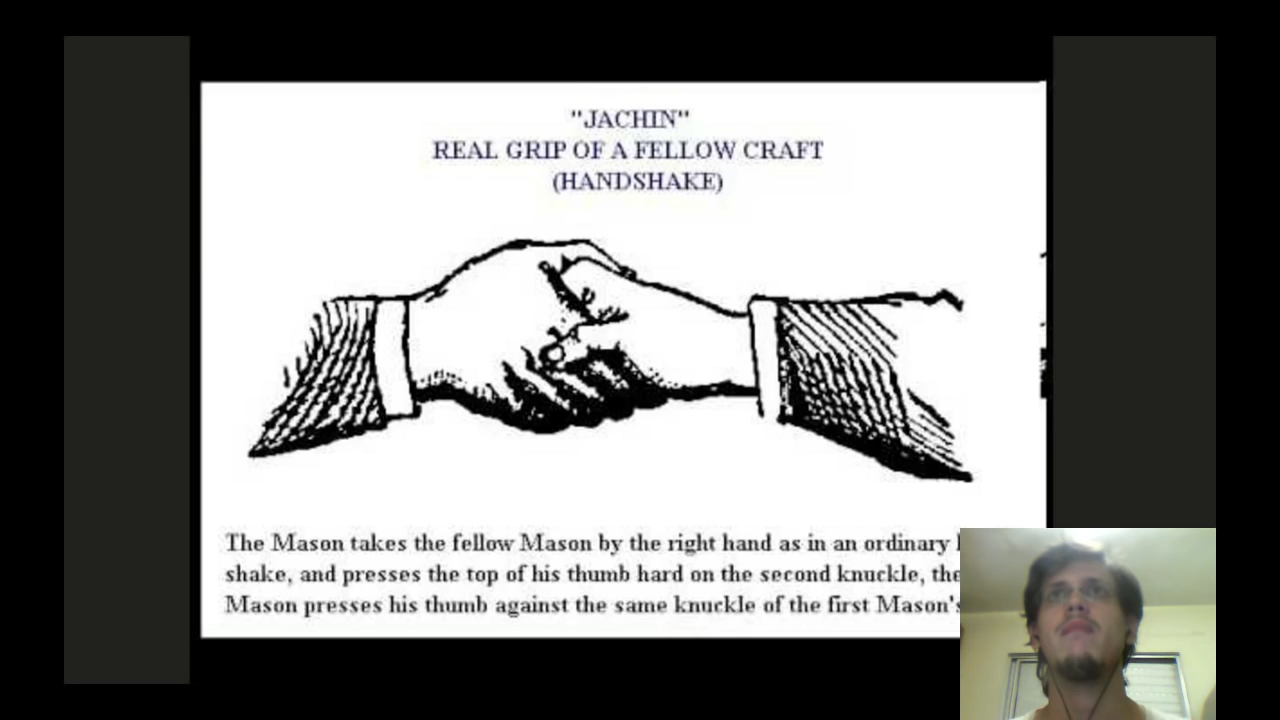 "JACHIN"
REAL GRIP OF A FELLOW CRAFT
(HANDSHAKE)
The Mason takes the fellow Mason by the right hand as in an ordinary
shake, and presses the top of his thumb hard on the second knuckle, the
Mason presses his thumb against the same knuckle of the first Mason's